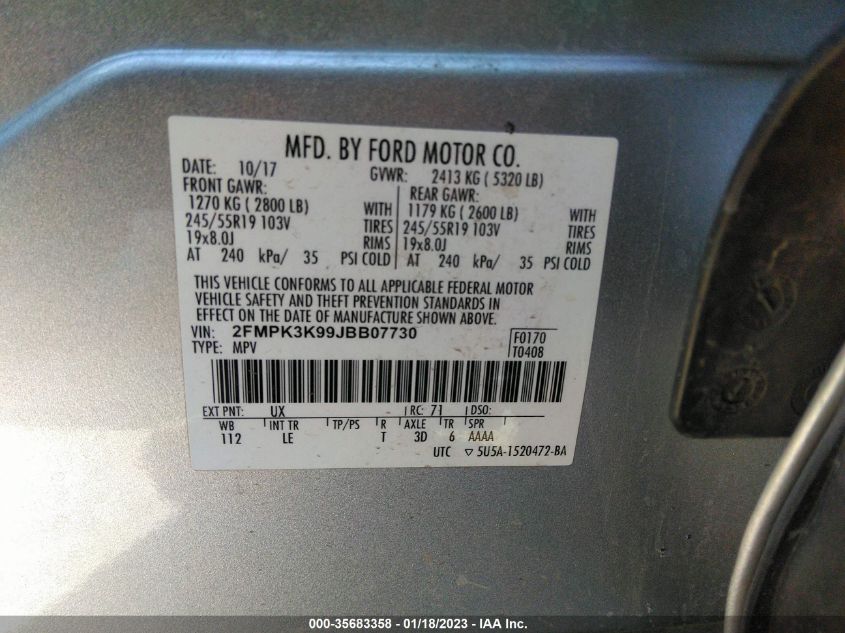 MFD. BY FORD MOTOR CO.
DATE: 10/17 GVWR: 2413 KG ( 5320 LB)
FRONT GAWR: REAR GAWR:
1270 KG ( 2800 LB) WITH 1179 KG ( 2600 LB) WITH
245/55R19 103V TIRES 245/55R19 103V TIRES
19x8.0J RIMS 19x8.0J RIMS
AT 240 kPa/ 35 PSI COLD AT 240 kPa/ 35 PSI COLD
THIS VEHICLE CONFORMS TO ALL APPLICABLE FEDERAL MOTOR
VEHICLE SAFETY AND THEFT PREVENTION STANDARDS IN
EFFECT ON THE DATE OF MANUFACTURE SHOWN ABOVE.
VIN: 2FMPK3K99JBB07730 F0170
TYPE: MPV T0408
EXT PNT: UX RC: 71 DSO:
WB INT TR TP/PS R AXLE TR SPR
112 LE T 3D 6 AAAA
UTC ▽ 5U5A-1520472-BA
000-35683358 - 01/18/2023 - IAA Inc.